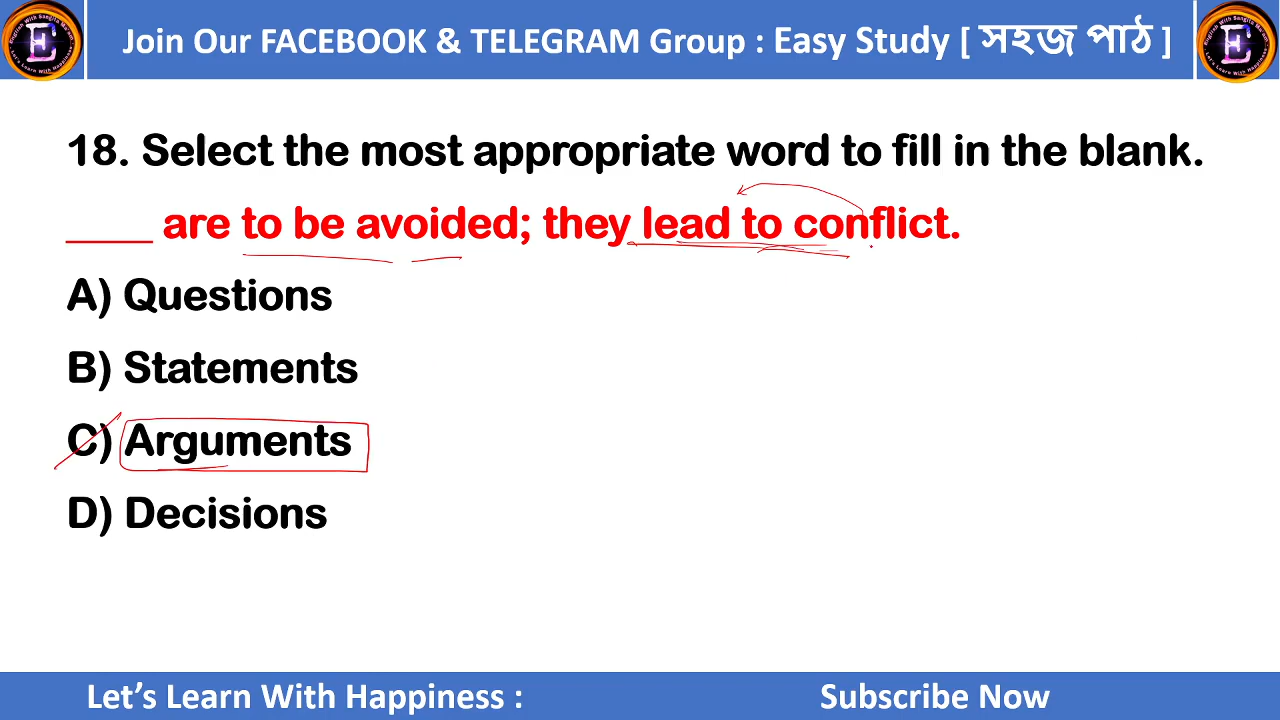 Join Our FACEBOOK & TELEGRAM Group : Easy Study [ সহজ পাঠ ]
18. Select the most appropriate word to fill in the blank.
____ are to be avoided; they lead to conflict.
A) Questions
B) Statements
C) Arguments
D) Decisions
Let’s Learn With Happiness :
Subscribe Now